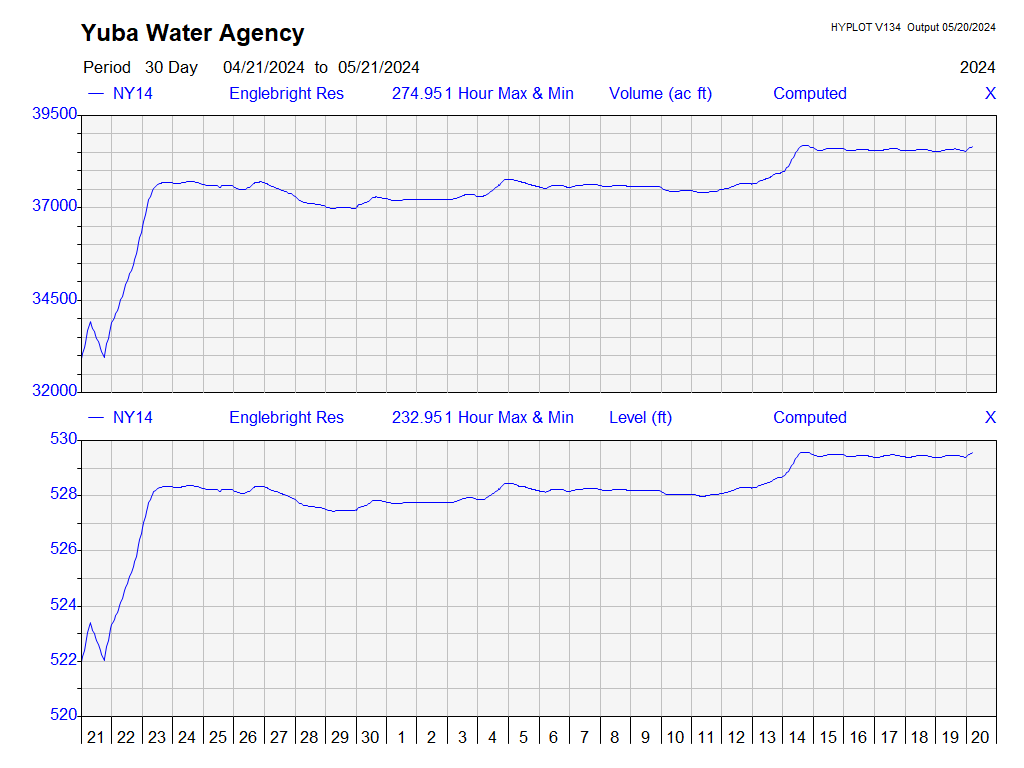 Yuba Water Agency
HYPLOT V134 Output 05/20/2024
Period 30 Day 04/21/2024 to 05/21/2024 2024
NY14 Englebright Res 274.951 Hour Max & Min Volume (ac ft) Computed X
39500
37000
34500
32000
NY14 Englebright Res 232.951 Hour Max & Min Level (ft) Computed X
530
528
526
524
522
520
21 22 23 24 25 26 27 28 29 30 1 2 3 4 5 6 7 8 9 10 11 12 13 14 15 16 17 18 19 20